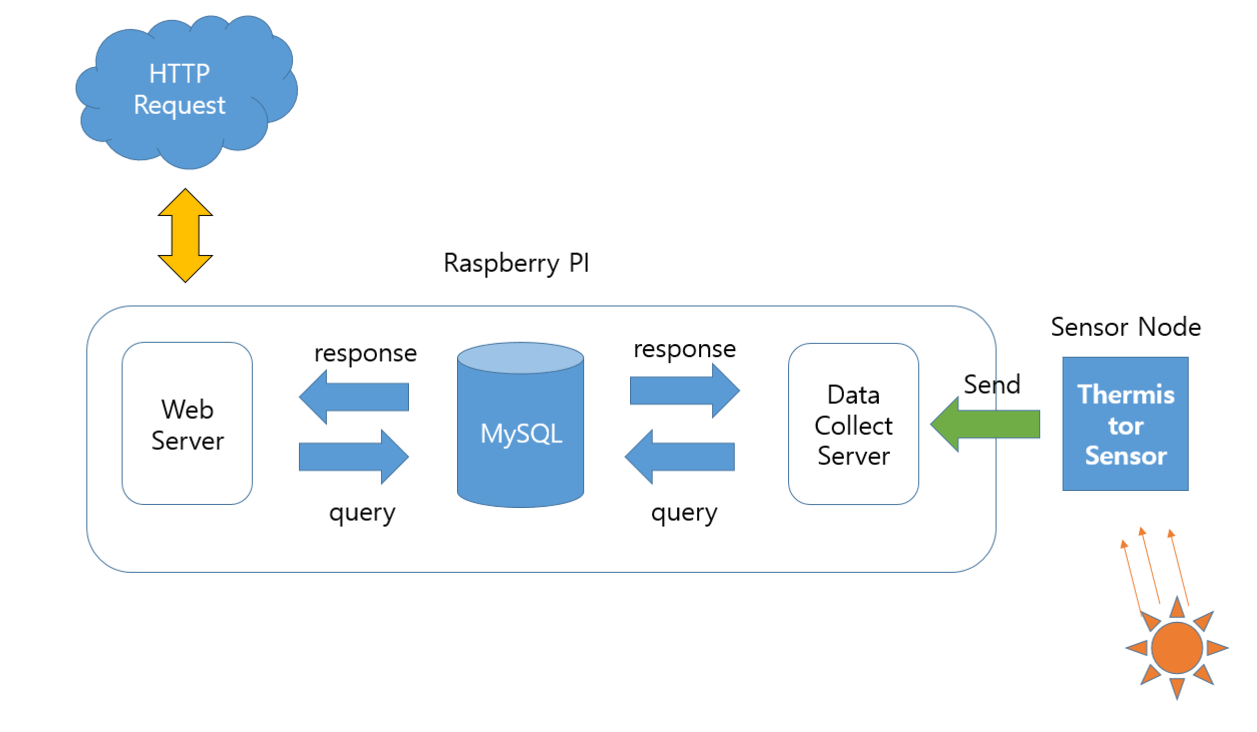 HTTP
Request
Raspberry PI
Sensor Node
response
response
Send
Web
Server
MySQL
Data
Collect
Server
Thermis
tor
Sensor
query
query